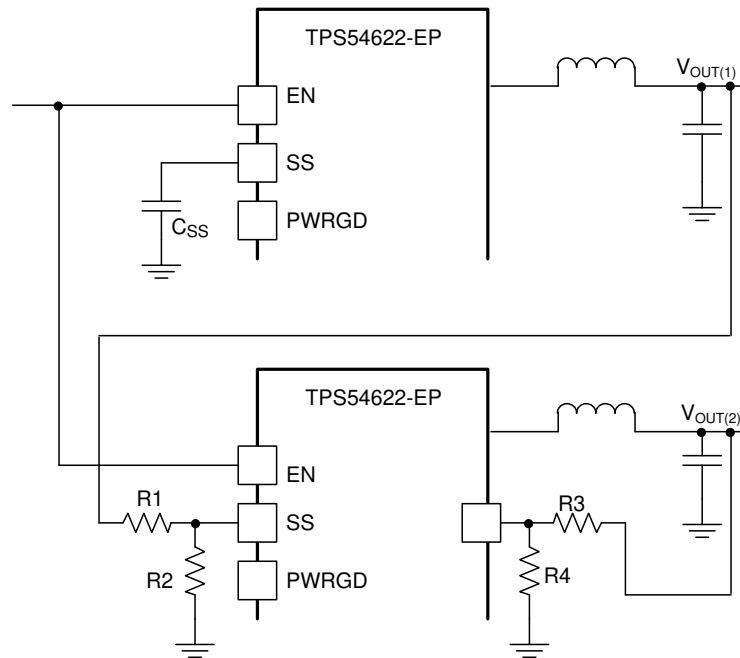 TPS54622-EP
EN
SS
PWRGD
CSS
VOUT(1)
TPS54622-EP
EN
SS
PWRGD
R1
R2
R3
R4
VOUT(2)